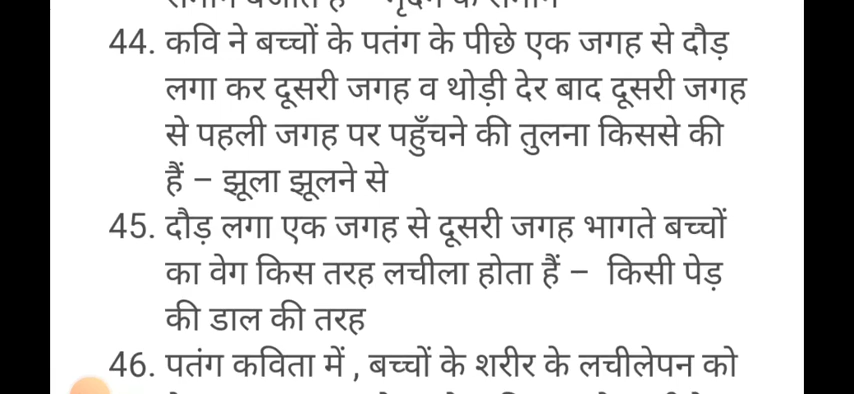 44. कवि ने बच्चों के पतंग के पीछे एक जगह से दौड़
लगा कर दूसरी जगह व थोड़ी देर बाद दूसरी जगह
से पहली जगह पर पहुँचने की तुलना किससे की
हैं – झूला झूलने से
45. दौड़ लगा एक जगह से दूसरी जगह भागते बच्चों
का वेग किस तरह लचीला होता हैं – किसी पेड़
की डाल की तरह
46. पतंग कविता में , बच्चों के शरीर के लचीलेपन को